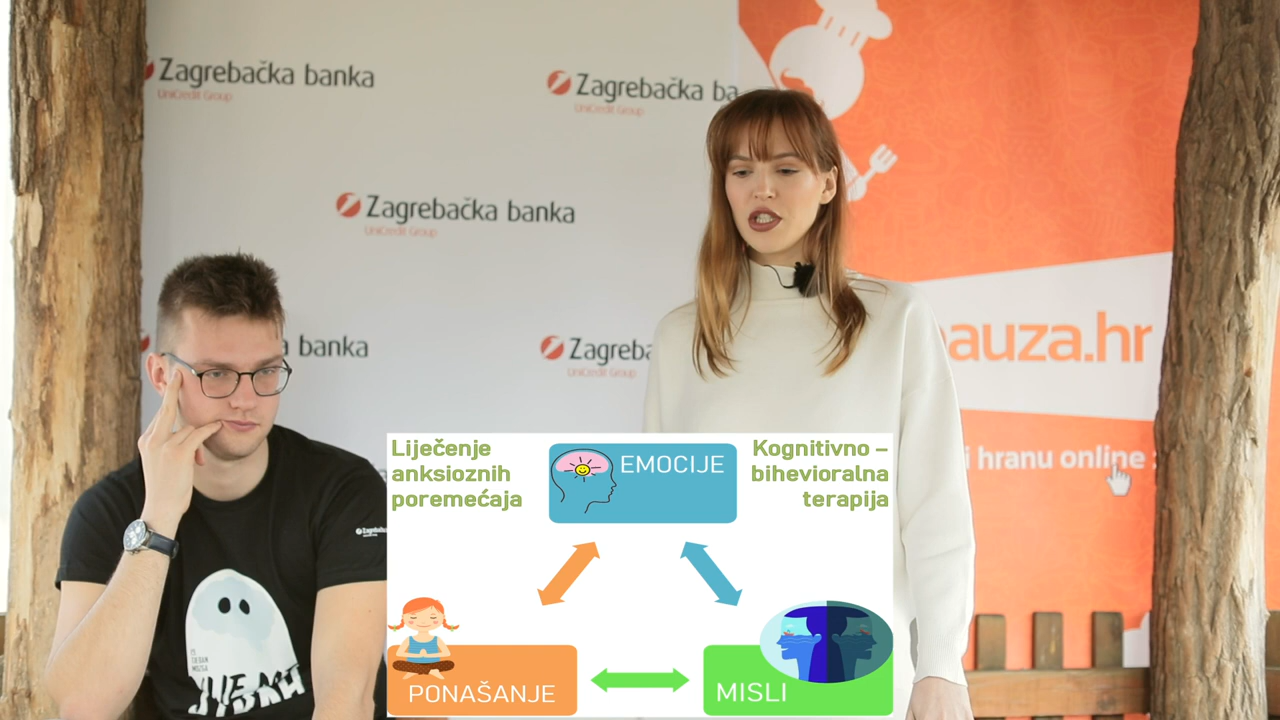 Zagrebačka banka
UniCredit Group
Zagrebačka ba
UniCredit Group
Zagrebačka banka
UniCredit Group
banka
Zagreba
UniCredit Group
auza.hr
i hranu online
Liječenje
anksioznih
poremećaja
EMOCIJE
Kognitivno –
bihevioralna
terapija
PONAŠANJE
MISLI